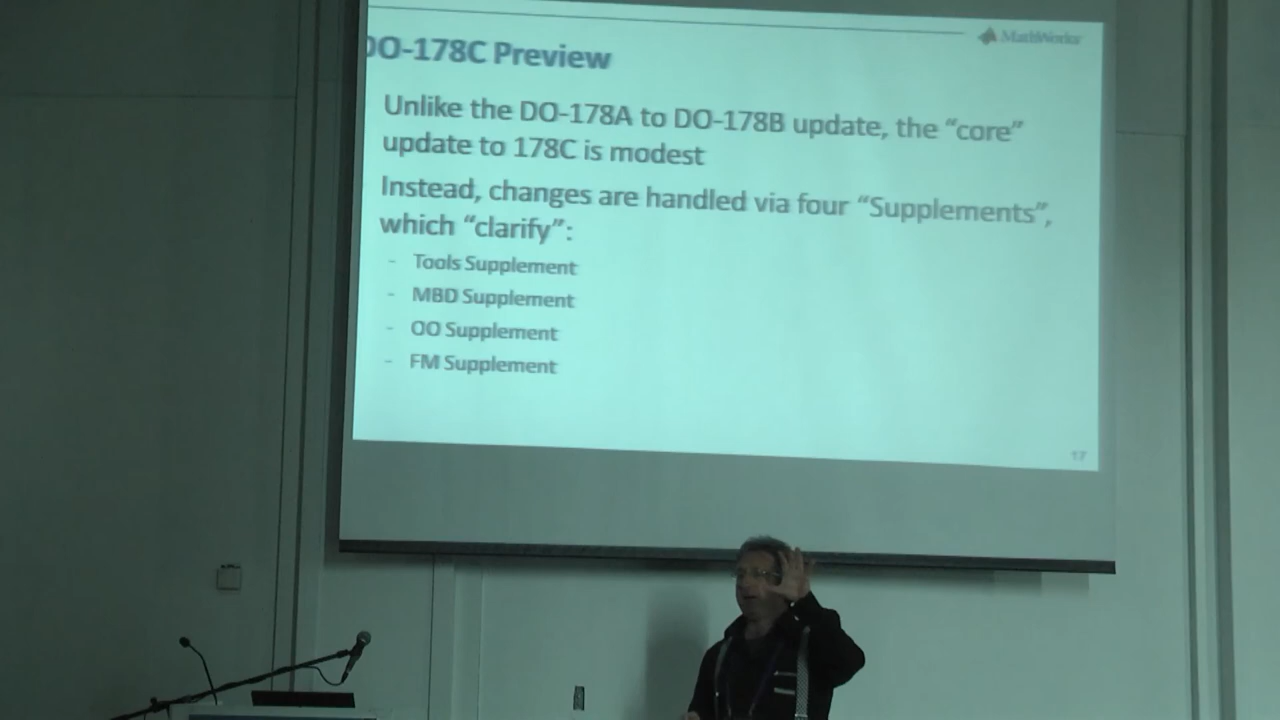 MathWorks
DO-178C Preview
Unlike the DO-178A to DO-178B update, the “core”
update to 178C is modest
Instead, changes are handled via four “Supplements”,
which “clarify”:
- Tools Supplement
- MBD Supplement
- OO Supplement
- FM Supplement
17